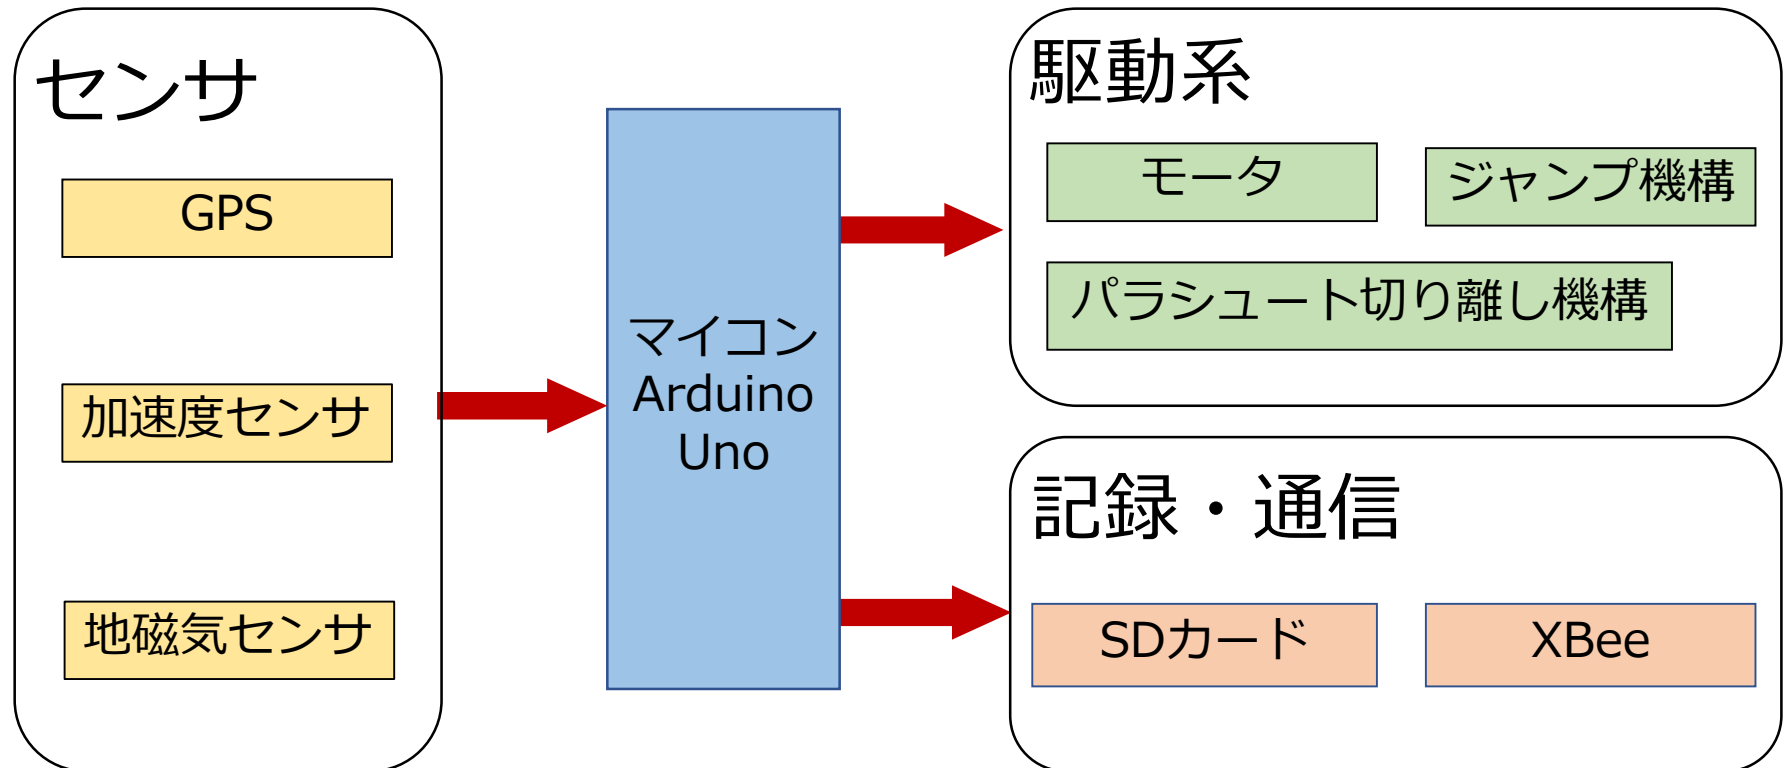 センサ
GPS
加速度センサ
地磁気センサ
マイコン
Arduino
Uno
駆動系
モータ
ジャンプ機構
パラシュート切り離し機構
記録・通信
SDカード
XBee